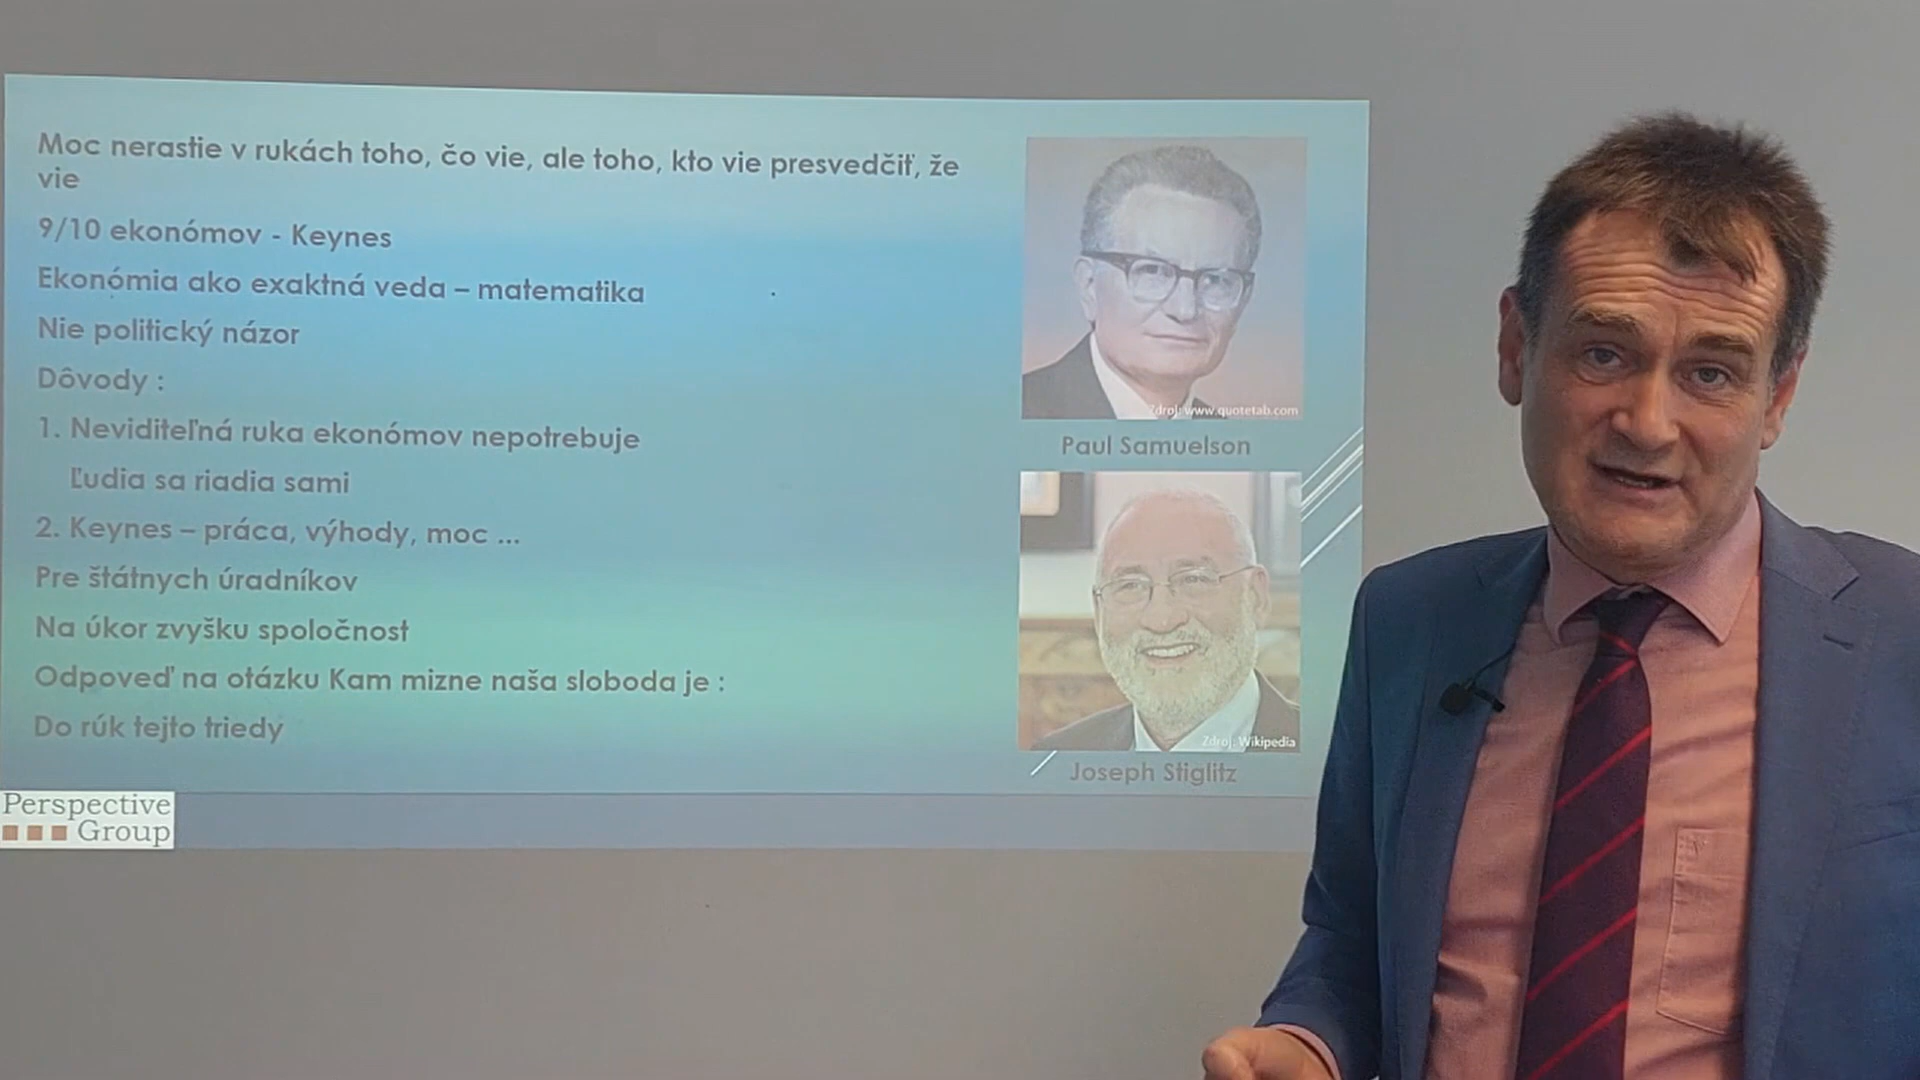 Moc nerastie v rukách toho, čo vie, ale toho, kto vie presvedčiť, že
vie
9/10 ekonómov - Keynes
Ekonómia ako exaktná veda – matematika
Nie politický názor
Dôvody :
1. Neviditeľná ruka ekonómov nepotrebuje
Ľudia sa riadia sami
2. Keynes – práca, výhody, moc ...
Pre štátnych úradníkov
Na úkor zvyšku spoločnost
Odpoveď na otázku Kam mizne naša sloboda je :
Do rúk tejto triedy
Zdroj: www.quotetab.com
Paul Samuelson
Zdroj: Wikipedia
Joseph Stiglitz
Perspective
Group